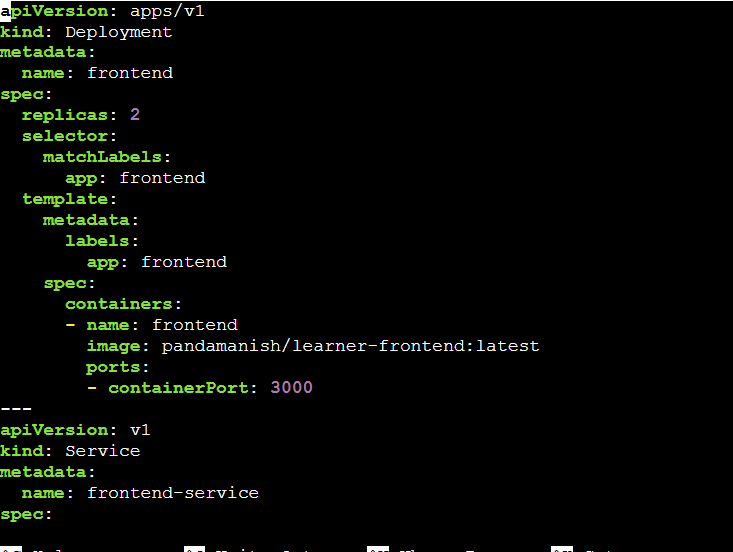 apiVersion: apps/v1
kind: Deployment
metadata:
  name: frontend
spec:
  replicas: 2
  selector:
    matchLabels:
      app: frontend
  template:
    metadata:
      labels:
        app: frontend
    spec:
      containers:
      - name: frontend
        image: pandamanish/learner-frontend:latest
        ports:
        - containerPort: 3000
---
apiVersion: v1
kind: Service
metadata:
  name: frontend-service
spec: